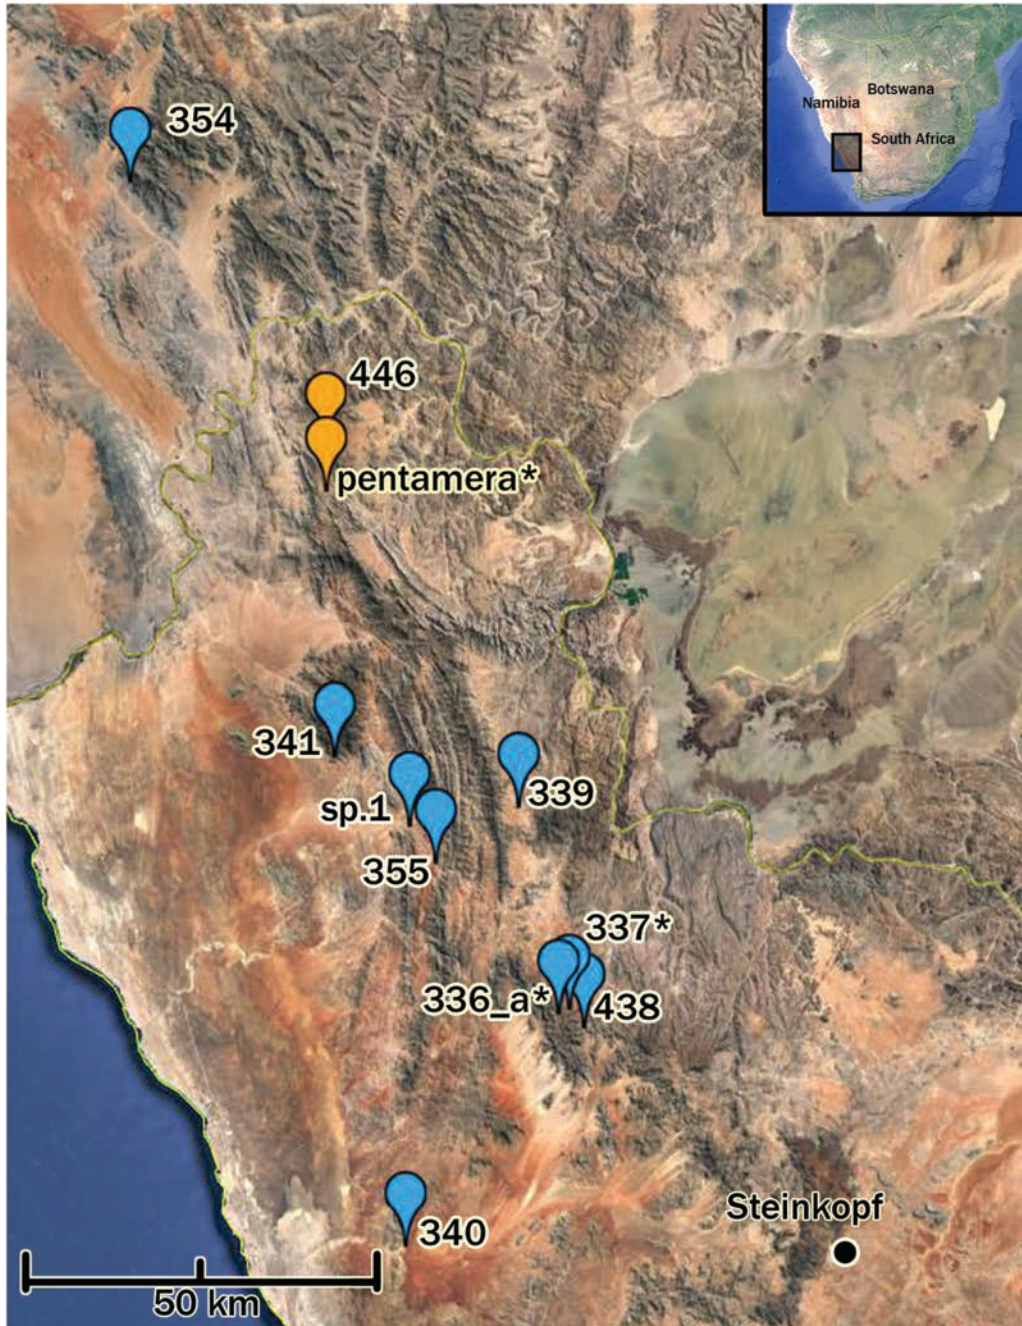 Botswana
Namibia
South Africa
354
446
pentamera*
341
339
sp.1
355
337*
336_a*
438
Steinkopf
340
50 km